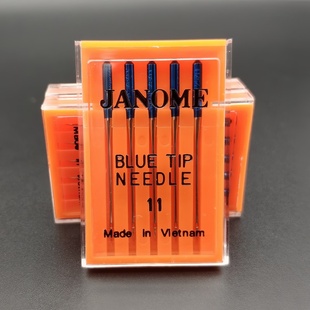 JANOME
BLUE TIP
NEEDLE
11
Made in Vietnam